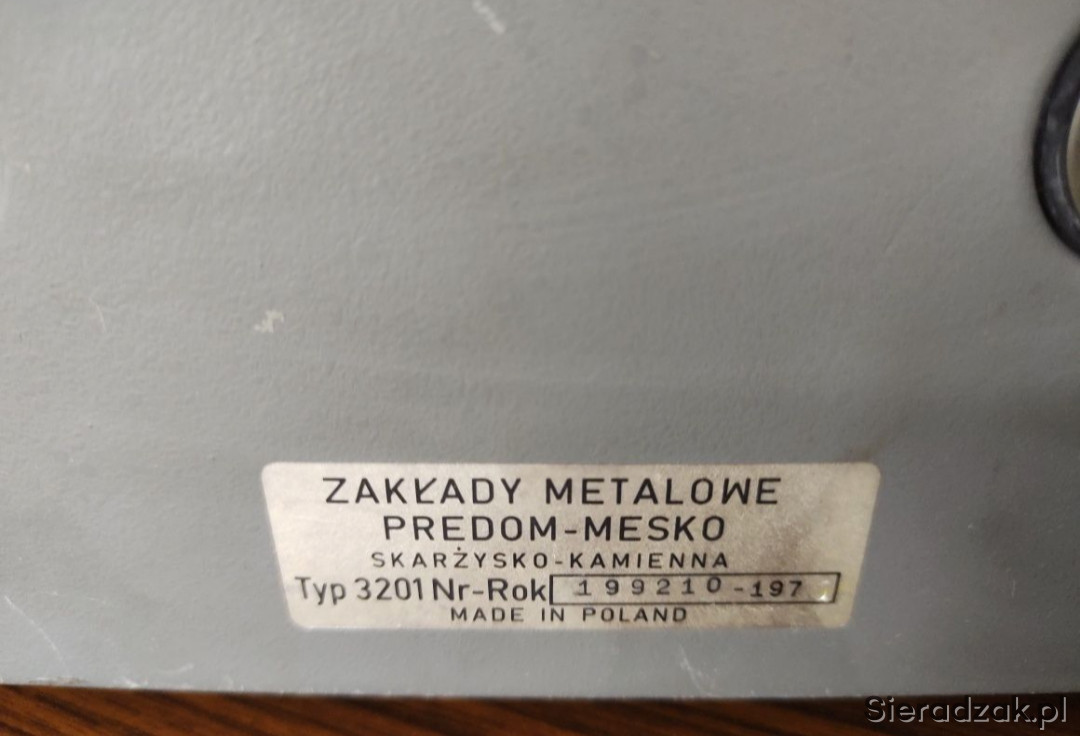 ZAKŁADY METALOWE
PREDOM-MESKO
SKARŻYSKO-KAMIENNA
Typ 3201 Nr-Rok 199210-197
MADE IN POLAND
Sieradzak.pl